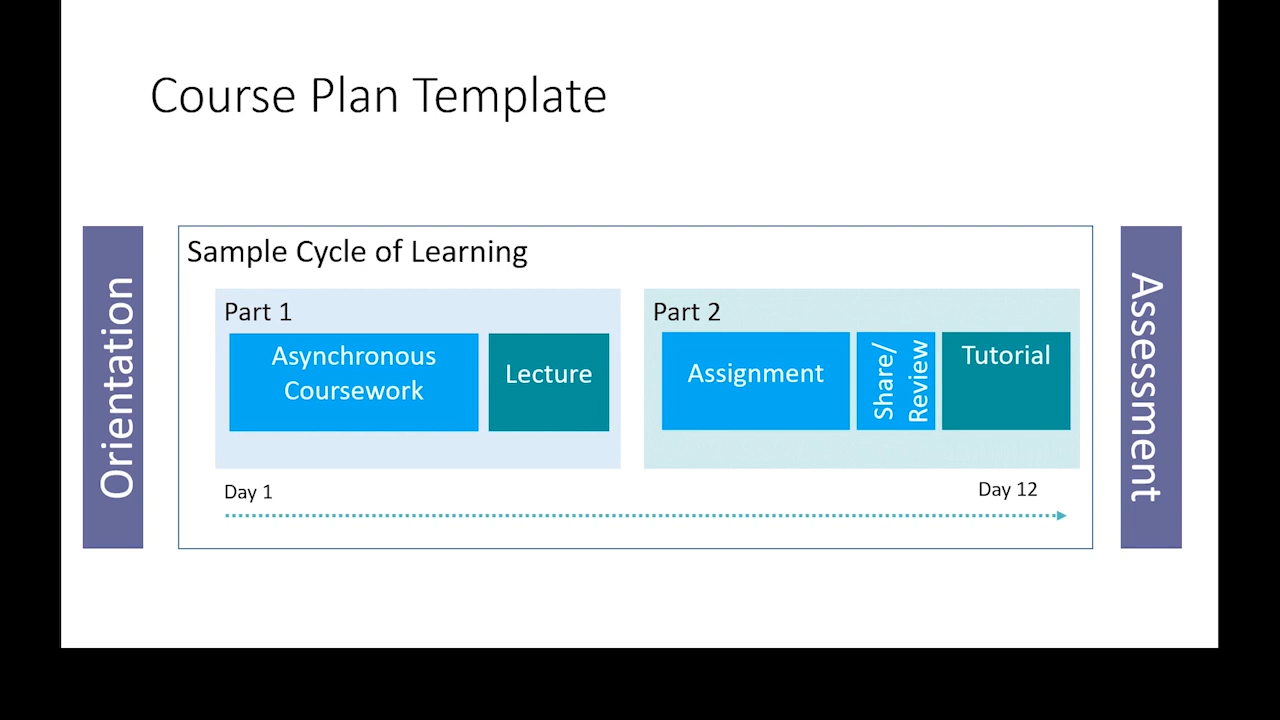 Course Plan Template
Orientation
Sample Cycle of Learning
Part 1
Asynchronous
Coursework
Lecture
Part 2
Assignment
Share/
Review
Tutorial
Day 1
Day 12
Assessment